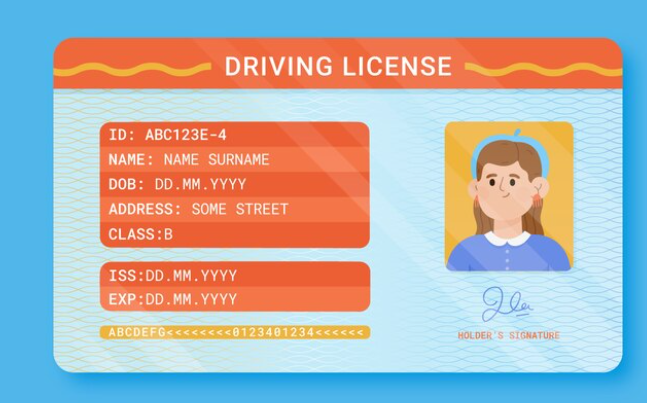 DRIVING LICENSE
ID: ABC123E-4
NAME: NAME SURNAME
DOB: DD.MM.YYYY
ADDRESS: SOME STREET
CLASS:B
ISS:DD.MM.YYYY
EXP:DD.MM.YYYY
ABCDEFG<<<<<<<<0123401234<<<<<<
HOLDER'S SIGNATURE